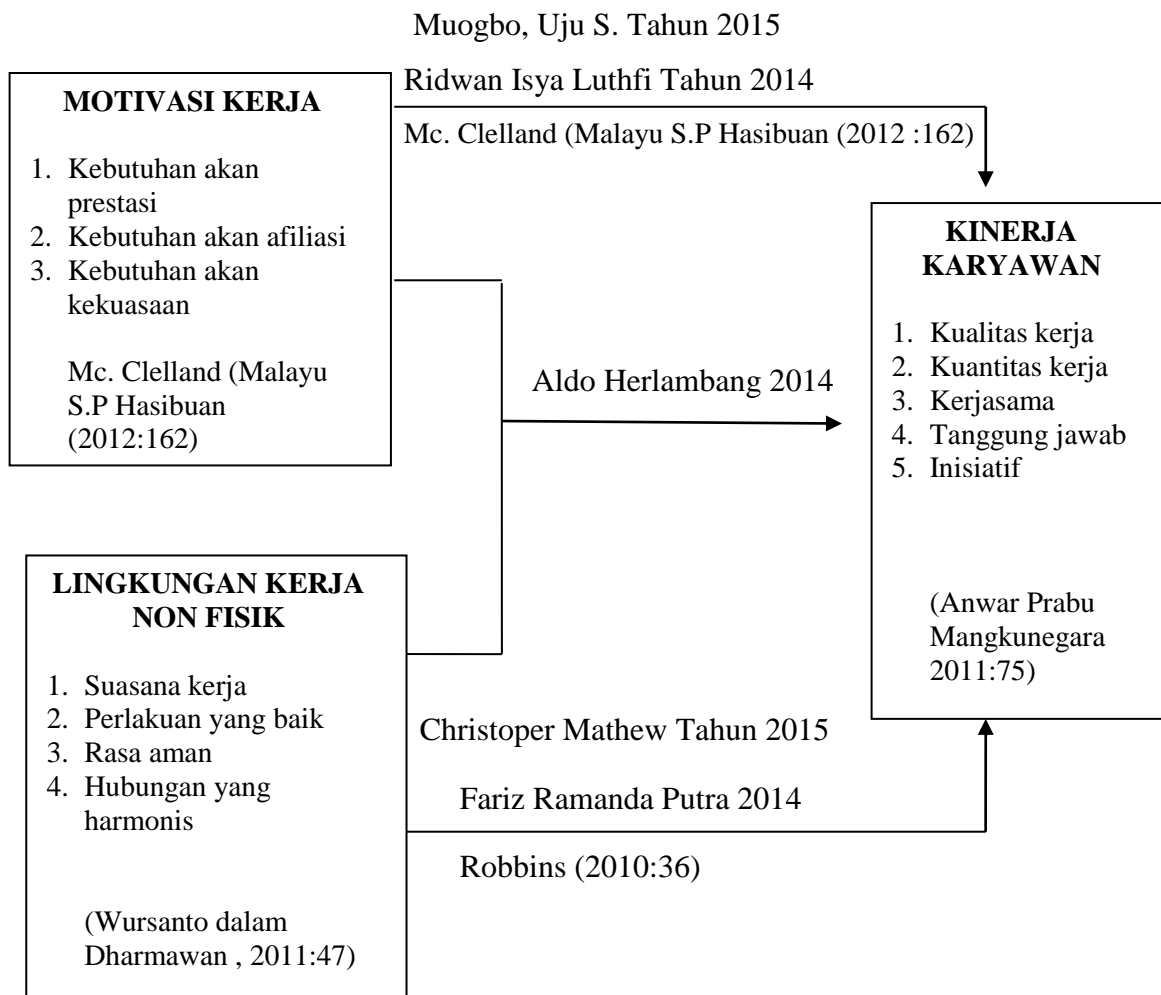 Muogbo, Uju S. Tahun 2015
Ridwan Isya Luthfi Tahun 2014
Mc. Clelland (Malayu S.P Hasibuan (2012 :162)
MOTIVASI KERJA
1. Kebutuhan akan
prestasi
2. Kebutuhan akan afiliasi
3. Kebutuhan akan
kekuasaan
Mc. Clelland (Malayu
S.P Hasibuan
(2012:162)
Aldo Herlambang 2014
KINERJA
KARYAWAN
1. Kualitas kerja
2. Kuantitas kerja
3. Kerjasama
4. Tanggung jawab
5. Inisiatif
(Anwar Prabu
Mangkunegara
2011:75)
LINGKUNGAN KERJA
NON FISIK
1. Suasana kerja
2. Perlakuan yang baik
3. Rasa aman
4. Hubungan yang
harmonis
(Wursanto dalam
Dharmawan , 2011:47)
Christoper Mathew Tahun 2015
Fariz Ramanda Putra 2014
Robbins (2010:36)